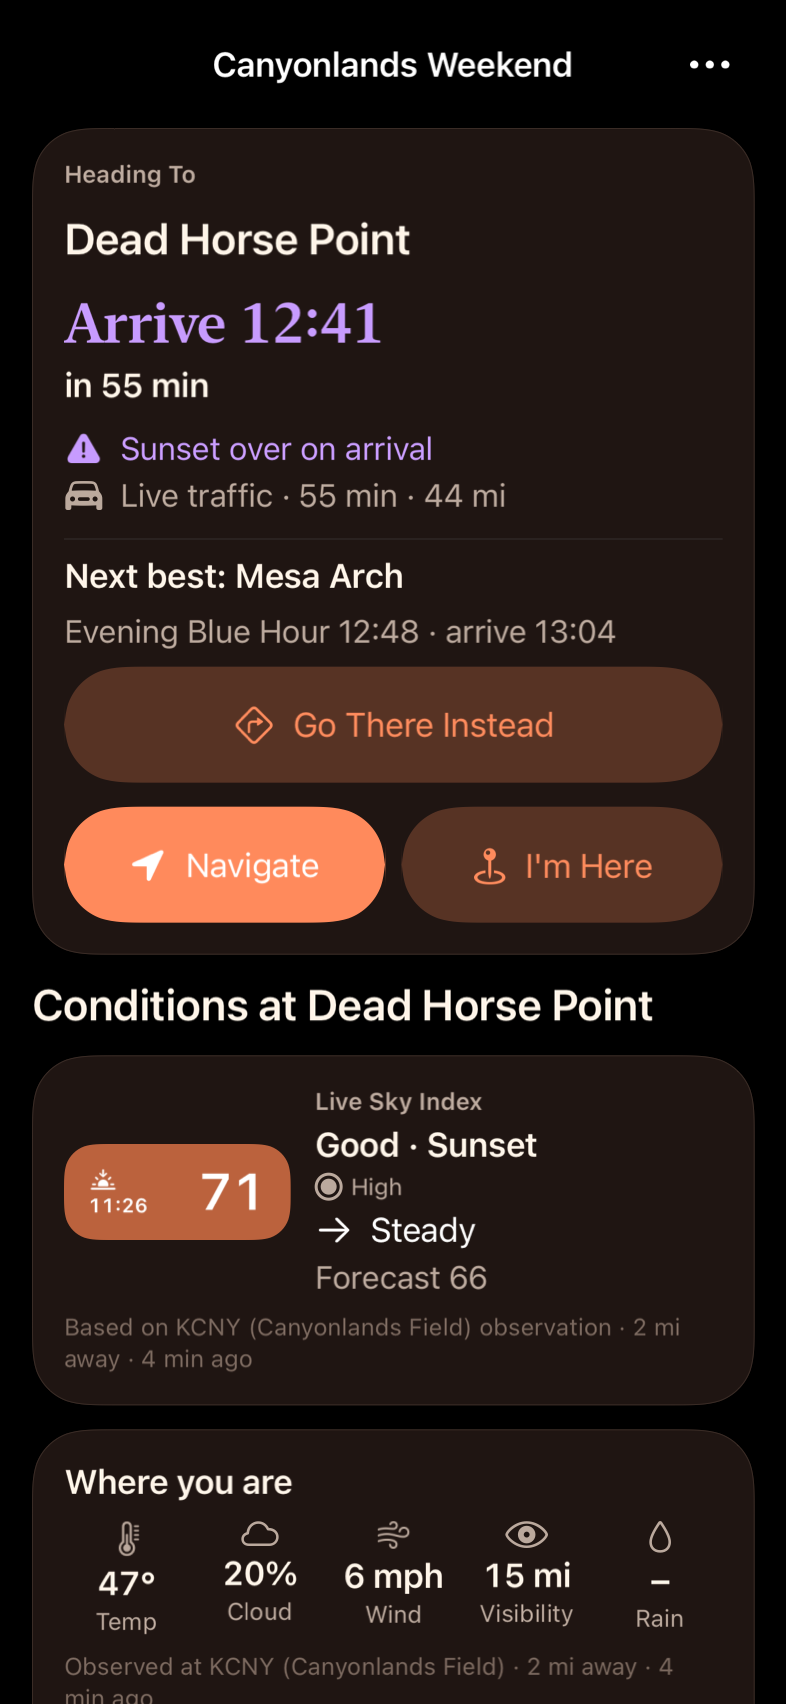 Canyonlands Weekend
Heading To
Dead Horse Point
Arrive 12:41
in 55 min
Sunset over on arrival
Live traffic · 55 min · 44 mi
Next best: Mesa Arch
Evening Blue Hour 12:48 · arrive 13:04
Go There Instead
Navigate
I'm Here
Conditions at Dead Horse Point
Live Sky Index
Good · Sunset
High
11:26
71
Steady
Forecast 66
Based on KCNY (Canyonlands Field) observation · 2 mi
away · 4 min ago
Where you are
47° 20% 6 mph 15 mi –
Temp Cloud Wind Visibility Rain
Observed at KCNY (Canyonlands Field) · 2 mi away · 4
min ago